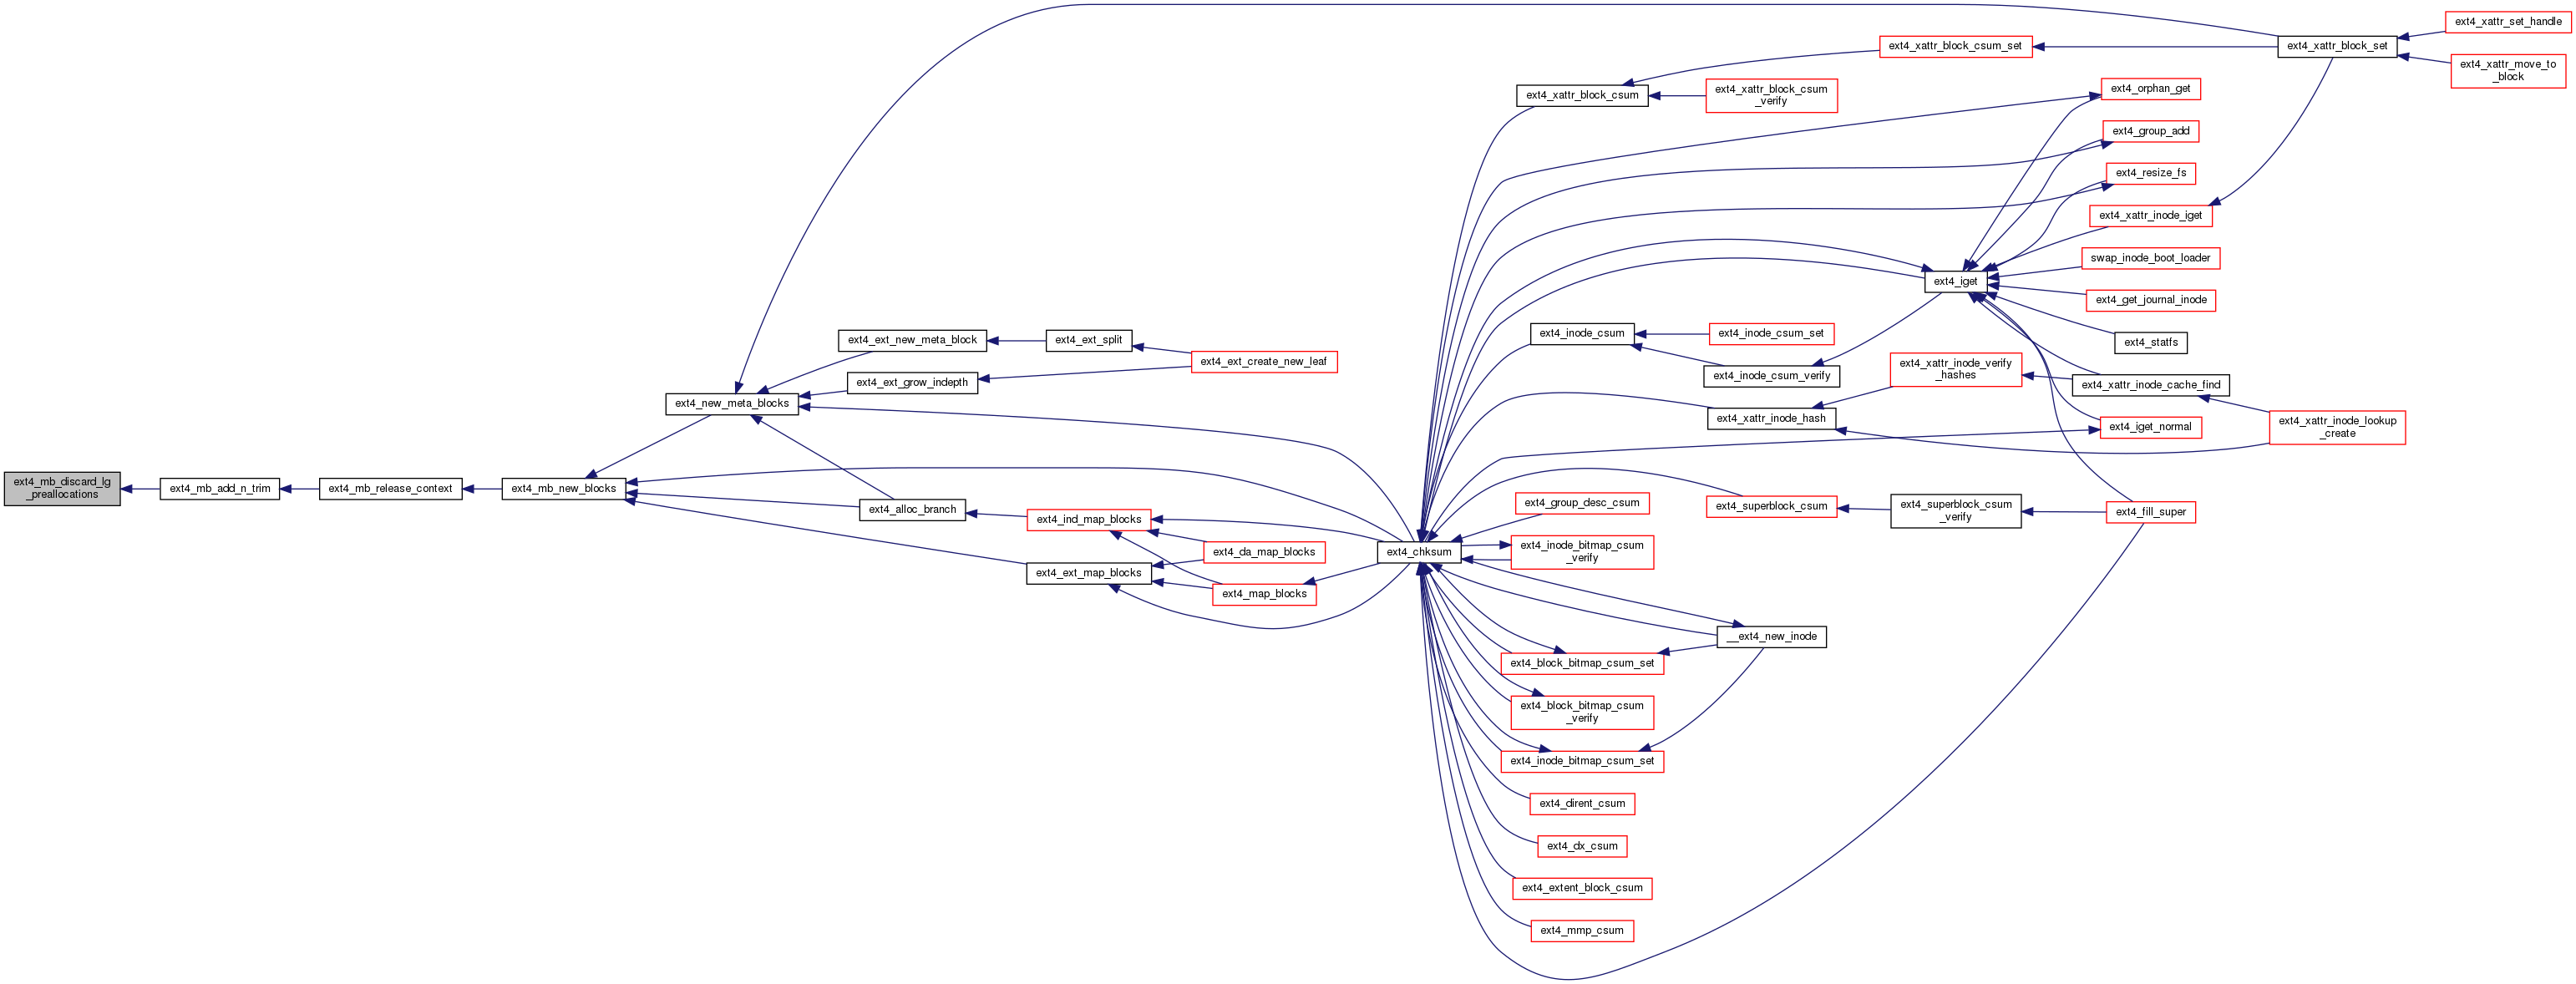 ext4_mb_discard_lg
_preallocations
ext4_mb_add_n_trim
ext4_mb_release_context
ext4_mb_new_blocks
ext4_new_meta_blocks
ext4_ext_new_meta_block
ext4_ext_grow_indepth
ext4_alloc_branch
ext4_ext_split
ext4_ext_create_new_leaf
ext4_ind_map_blocks
ext4_ext_map_blocks
ext4_da_map_blocks
ext4_map_blocks
ext4_chksum
ext4_xattr_block_csum
ext4_xattr_block_csum_set
ext4_xattr_block_csum
_verify
ext4_inode_csum
ext4_inode_csum_set
ext4_inode_csum_verify
ext4_xattr_inode_hash
ext4_xattr_inode_verify
_hashes
ext4_superblock_csum
ext4_superblock_csum
_verify
ext4_group_desc_csum
ext4_inode_bitmap_csum
_verify
__ext4_new_inode
ext4_block_bitmap_csum_set
ext4_block_bitmap_csum
_verify
ext4_inode_bitmap_csum_set
ext4_dirent_csum
ext4_dx_csum
ext4_extent_block_csum
ext4_mmp_csum
ext4_iget
ext4_orphan_get
ext4_group_add
ext4_resize_fs
ext4_xattr_inode_iget
swap_inode_boot_loader
ext4_get_journal_inode
ext4_statfs
ext4_xattr_inode_cache_find
ext4_iget_normal
ext4_fill_super
ext4_xattr_inode_lookup
_create
ext4_xattr_block_set
ext4_xattr_set_handle
ext4_xattr_move_to
_block